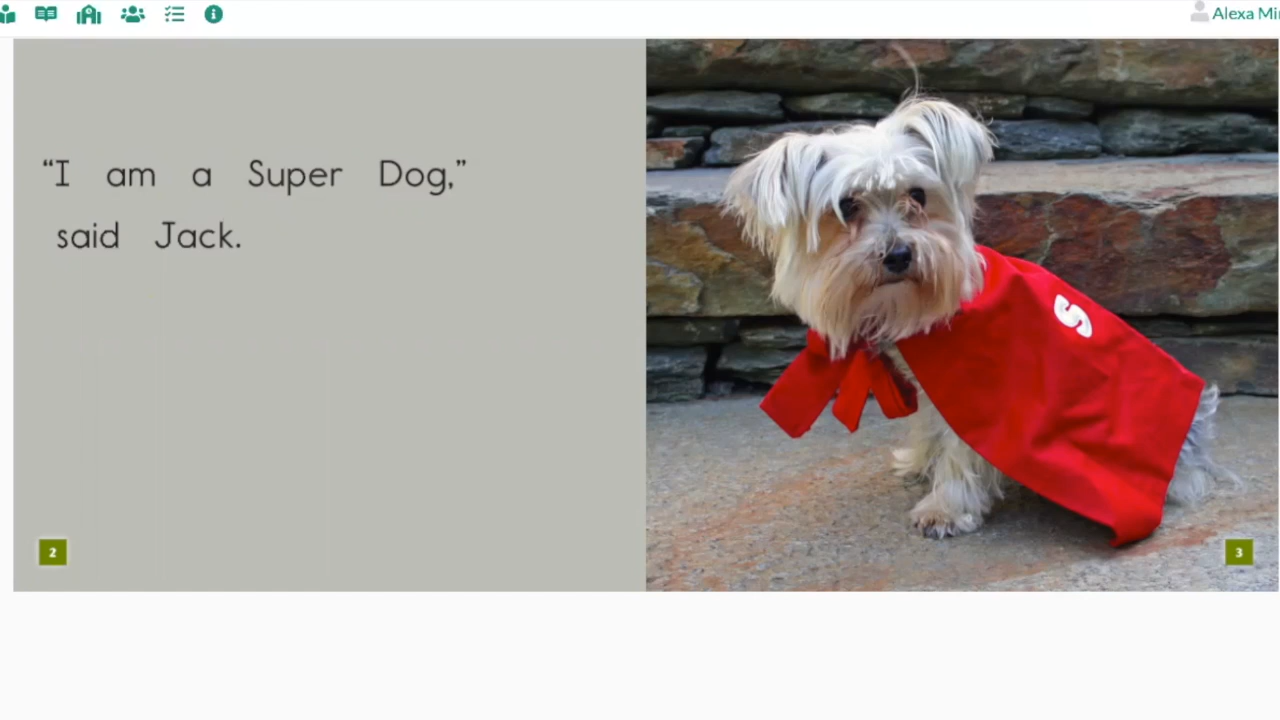 Alexa Mi
“I am a Super Dog,”
said Jack.
S
2
3